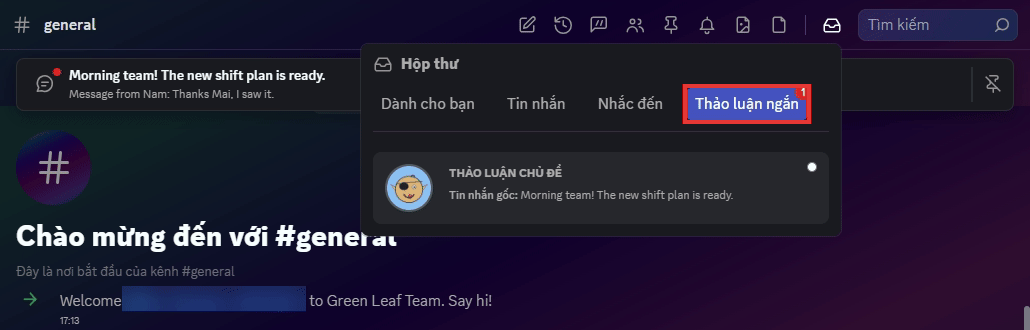 general
Tìm kiếm
Morning team! The new shift plan is ready.
Message from Nam: Thanks Mai, I saw it.
Hộp thư
Dành cho bạn
Tin nhắn
Nhắc đến
Thảo luận ngắn
1
THẢO LUẬN CHỦ ĐỀ
Tin nhắn gốc: Morning team! The new shift plan is ready.
Chào mừng đến với #general
Đây là nơi bắt đầu của kênh #general
Welcome to Green Leaf Team. Say hi!
17:13